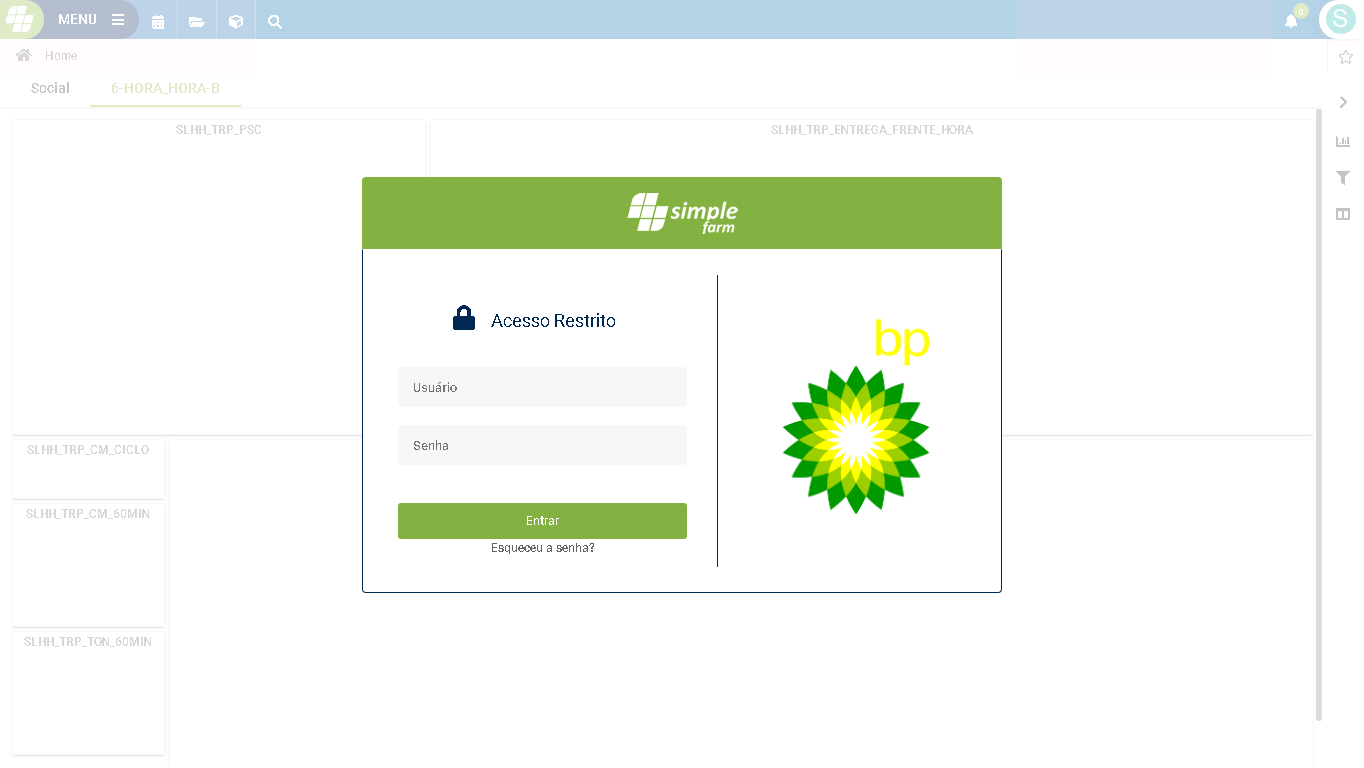 MENU
0
S
Home
Social
6-HORA_HORA-B
SLHH_TRP_PSC
SLHH_TRP_ENTREGA_FRENTE_HORA
simple
farm
Acesso Restrito
bp
Usuário
Senha
Entrar
Esqueceu a senha?
SLHH_TRP_CM_CICLO
SLHH_TRP_CM_60MIN
SLHH_TRP_TON_60MIN